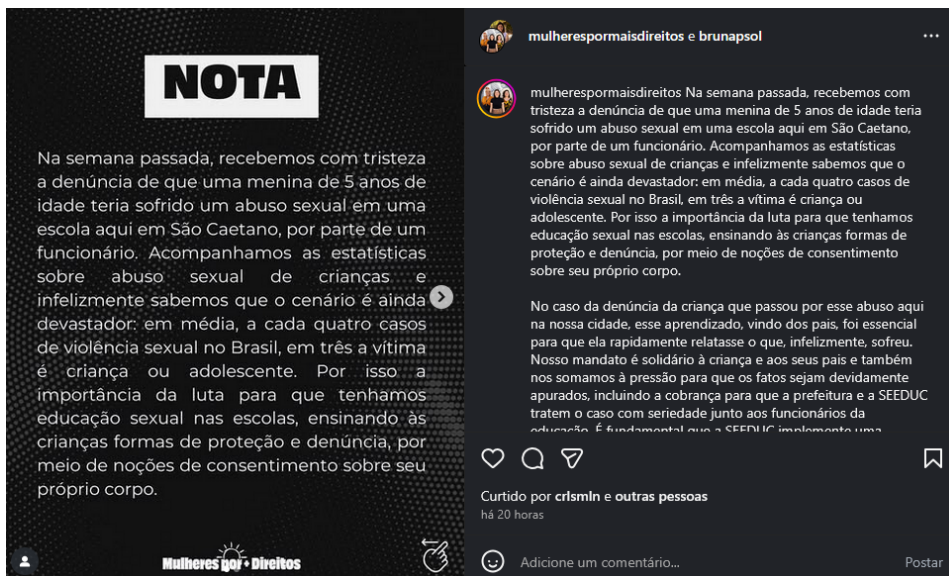 NOTA
Na semana passada, recebemos com tristeza
a denúncia de que uma menina de 5 anos de
idade teria sofrido um abuso sexual em uma
escola aqui em São Caetano, por parte de um
funcionário. Acompanhamos as estatísticas
sobre abuso sexual de crianças e
infelizmente sabemos que o cenário é ainda
devastador: em média, a cada quatro casos
de violência sexual no Brasil, em três a vítima
é criança ou adolescente. Por isso a
importância da luta para que tenhamos
educação sexual nas escolas, ensinando às
crianças formas de proteção e denúncia, por
meio de noções de consentimento sobre seu
próprio corpo.
Mulheres por + Direitos
mulherespormaisdireitos e brunapsol
mulherespormaisdireitos Na semana passada, recebemos com
tristeza a denúncia de que uma menina de 5 anos de idade teria
sofrido um abuso sexual em uma escola aqui em São Caetano,
por parte de um funcionário. Acompanhamos as estatísticas
sobre abuso sexual de crianças e infelizmente sabemos que o
cenário é ainda devastador: em média, a cada quatro casos de
violência sexual no Brasil, em três a vítima é criança ou
adolescente. Por isso a importância da luta para que tenhamos
educação sexual nas escolas, ensinando às crianças formas de
proteção e denúncia, por meio de noções de consentimento
sobre seu próprio corpo.
No caso da denúncia da criança que passou por esse abuso aqui
na nossa cidade, esse aprendizado, vindo dos pais, foi essencial
para que ela rapidamente relatasse o que, infelizmente, sofreu.
Nosso mandato é solidário à criança e aos seus pais e também
nos somamos à pressão para que os fatos sejam devidamente
apurados, incluindo a cobrança para que a prefeitura e a SEEDUC
tratem o caso com seriedade junto aos funcionários da
educação. É fundamental que a SEEDUC implemente uma
Curtido por crlsmln e outras pessoas
há 20 horas
Adicione um comentário...
Postar